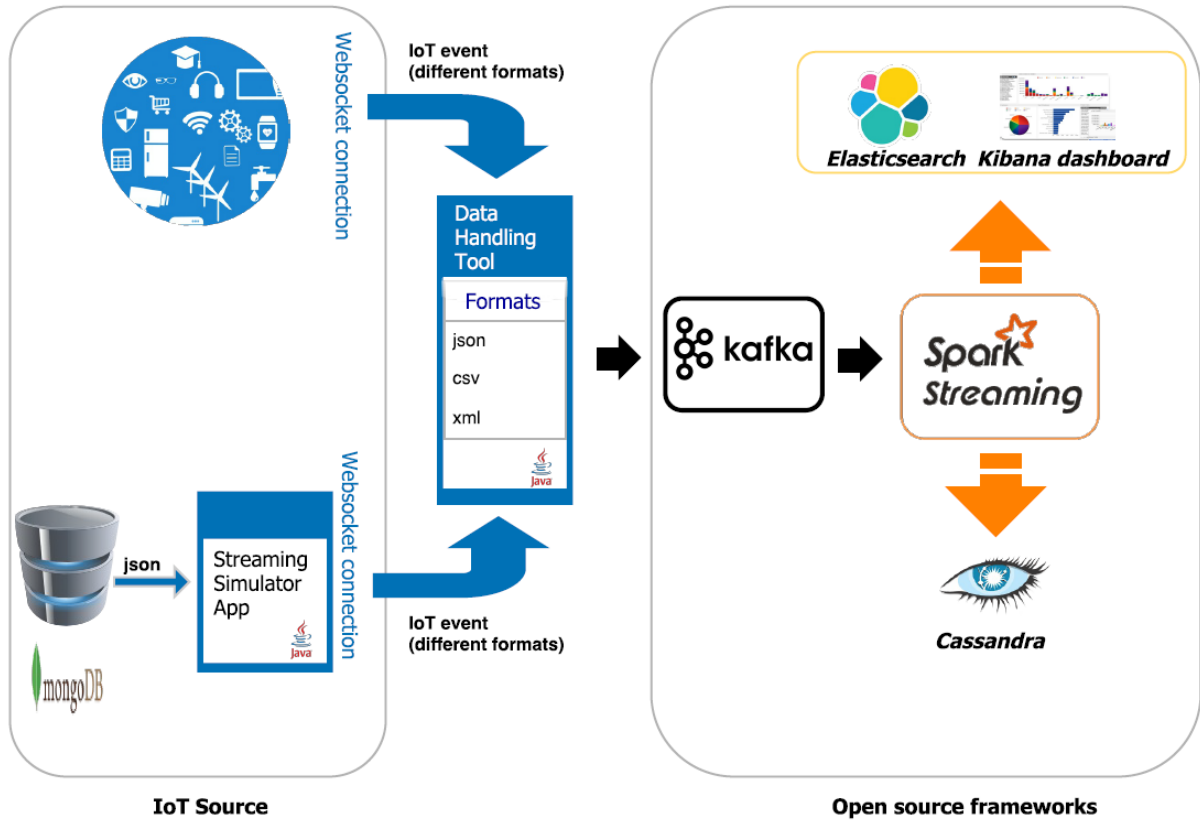 Websocket connection
IoT event
(different formats)
Data
Handling
Tool
Formats
json
csv
xml
Java
json
Streaming
Simulator
App
Java
mongoDB
Websocket connection
IoT event
(different formats)
IoT Source
Elasticsearch
Kibana dashboard
kafka
Spark
Streaming
Cassandra
Open source frameworks